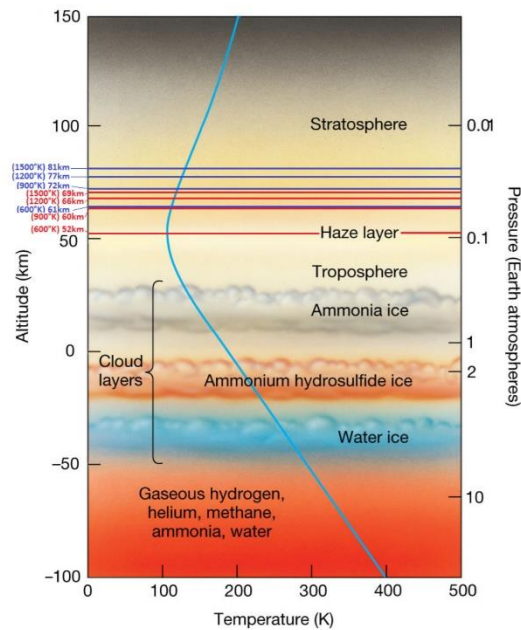 150
100
50
0
−50
−100
Altitude (km)
(1500°K) 81km
(1200°K) 77km
(900°K) 72km
(1500°K) 69km
(1200°K) 66km
(600°K) 61km
(900°K) 60km
(600°K) 52km
Stratosphere
Haze layer
Troposphere
Ammonia ice
Cloud
layers
Ammonium hydrosulfide ice
Water ice
Gaseous hydrogen,
helium, methane,
ammonia, water
0.01
0.1
1
2
10
Pressure (Earth atmospheres)
0
100
200
300
400
500
Temperature (K)